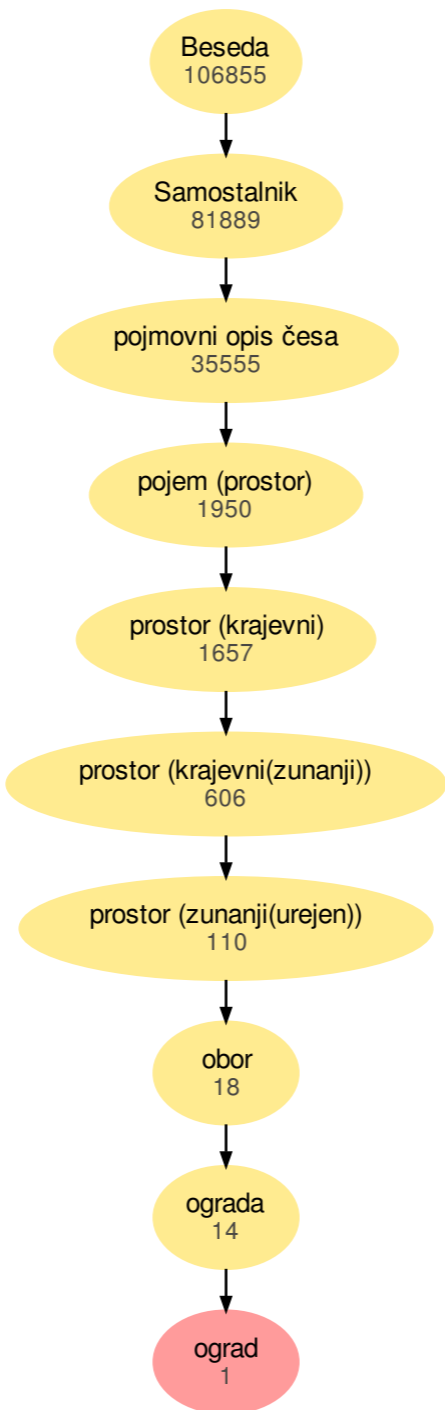 Beseda
106855
Samostalnik
81889
pojmovni opis česa
35555
pojem (prostor)
1950
prostor (krajevni)
1657
prostor (krajevni(zunanji))
606
prostor (zunanji(urejen))
110
obor
18
ograda
14
ograd
1